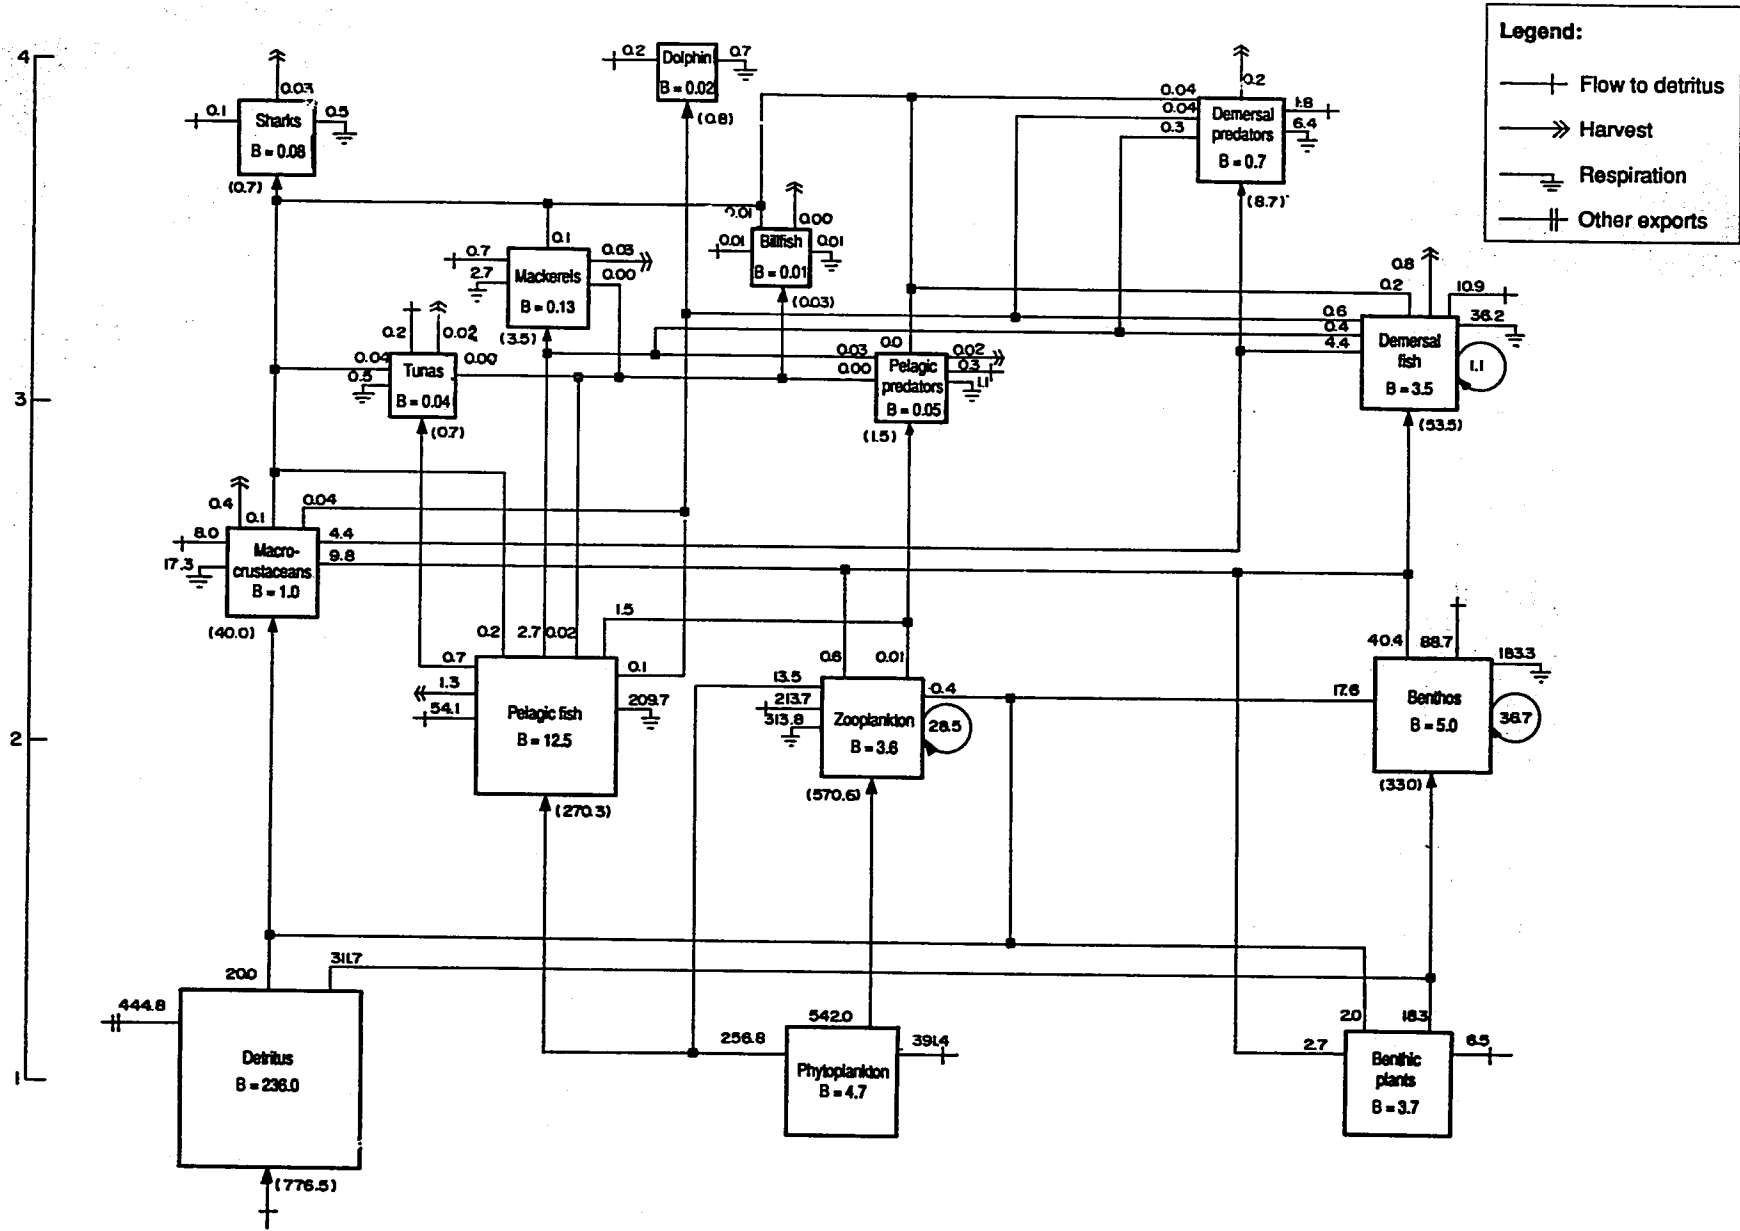 Legend:
Flow to detritus
Harvest
Respiration
Other exports
4
3
2
1
0.03
0.1
0.5
Sharks
B = 0.08
(0.7)
0.2
0.7
Dolphin
B = 0.02
(0.8)
0.2
0.04
0.04
0.3
1.8
6.4
Demersal
predators
B = 0.7
(8.7)
0.1
0.7
2.7
0.03
0.00
Mackerels
B = 0.13
(3.5)
0.00
0.01
0.01
Billfish
B = 0.01
(0.03)
0.8
0.2
10.9
0.6
0.4
4.4
36.2
Demersal
fish
B = 3.5
1.1
(53.5)
0.2
0.02
0.04
0.5
0.00
Tunas
B = 0.04
(0.7)
0.0
0.03
0.00
0.02
0.3
1.1
Pelagic
predators
B = 0.05
(1.5)
0.4
0.1
0.04
8.0
17.3
4.4
9.8
Macro-
crustaceans
B = 1.0
(40.0)
0.2
2.7
0.02
1.5
0.7
1.3
54.1
0.1
209.7
Pelagic fish
B = 12.5
(270.3)
0.6
0.01
13.5
213.7
313.8
0.4
Zooplankton
B = 3.6
28.5
(570.6)
40.4
88.7
183.3
17.6
Benthos
B = 5.0
36.7
(330)
20.0
311.7
444.8
Detritus
B = 236.0
(776.5)
542.0
256.8
391.4
Phytoplankton
B = 4.7
2.0
18.3
2.7
6.5
Benthic
plants
B = 3.7